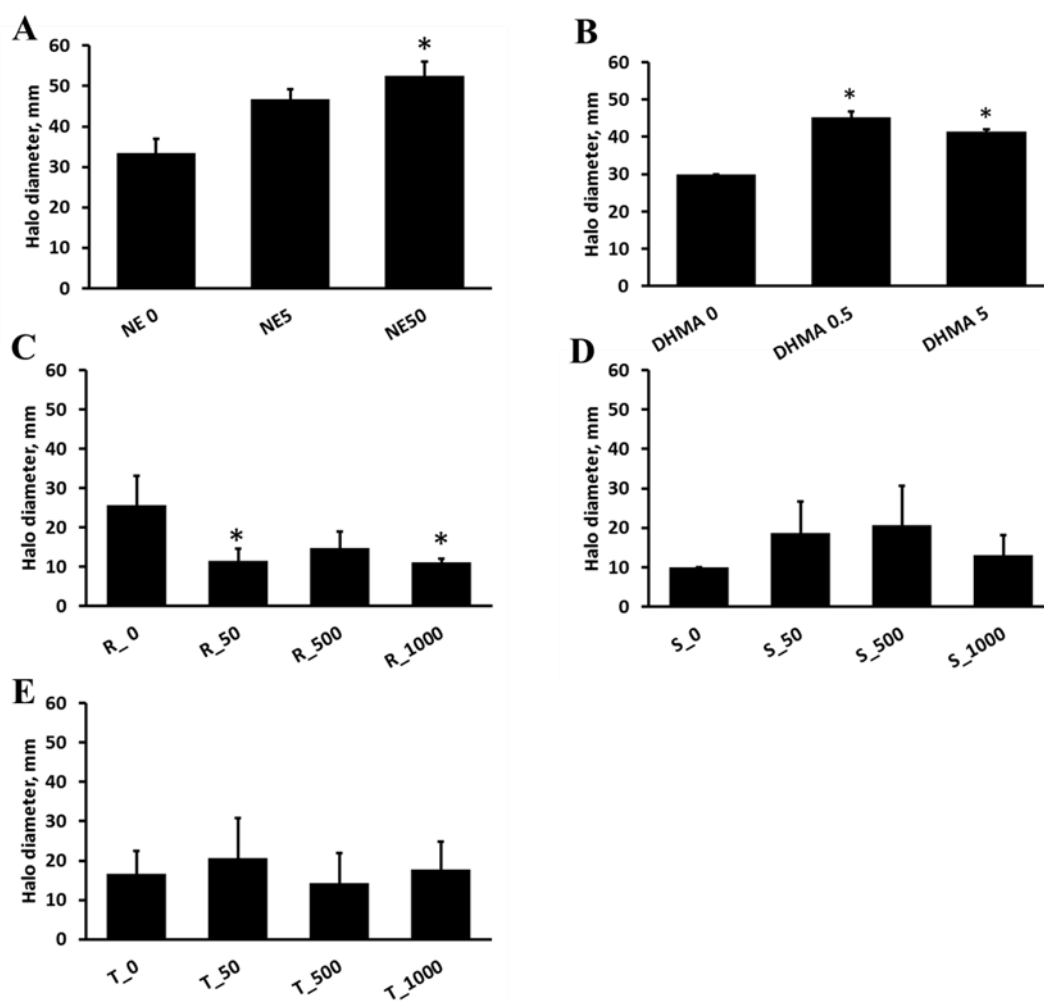 A
Halo diameter, mm
60
50
40
30
20
10
0
*
NE 0
NE5
NE50
B
Halo diameter, mm
60
50
40
30
20
10
0
*
*
DHMA 0
DHMA 0.5
DHMA 5
C
Halo diameter, mm
60
50
40
30
20
10
0
*
*
R_ 0
R_50
R_500
R_1000
D
Halo diameter, mm
60
50
40
30
20
10
0
S_0
S_50
S_500
S_1000
E
Halo diameter, mm
60
50
40
30
20
10
0
T_0
T_50
T_500
T_1000